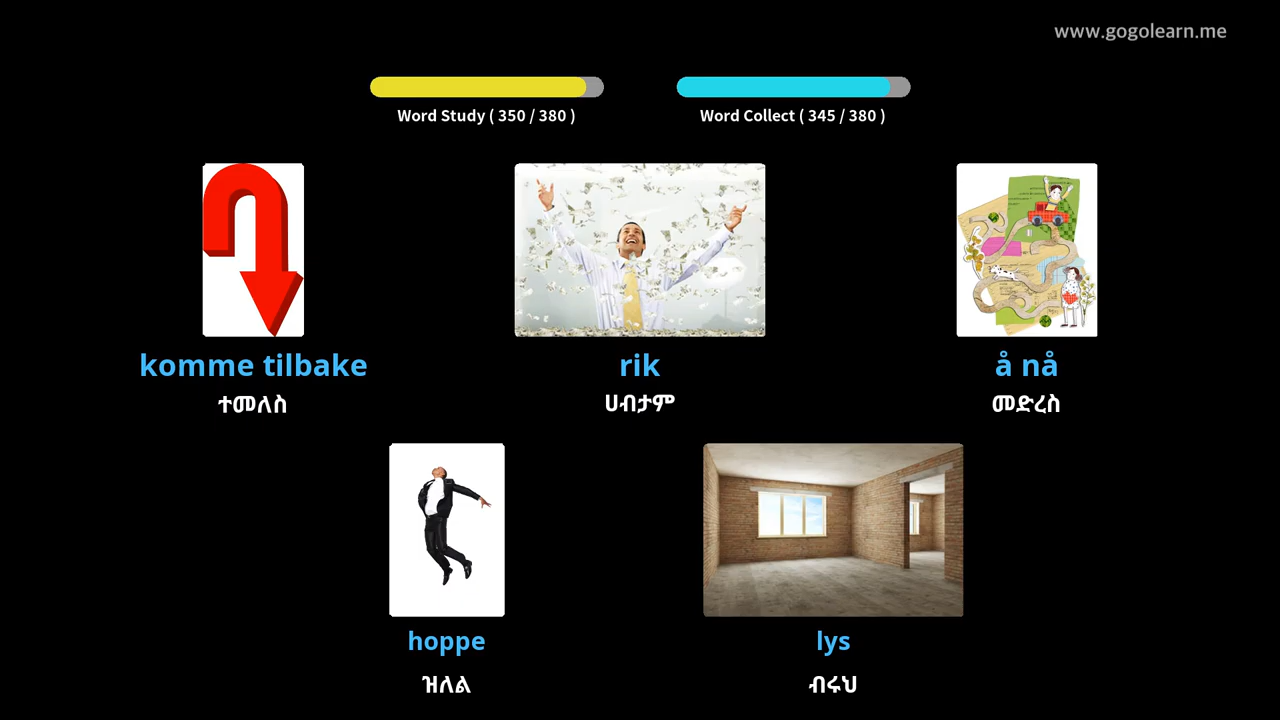 www.gogolearn.me
Word Study ( 350 / 380 )
Word Collect ( 345 / 380 )
komme tilbake
ተመለስ
rik
ሀብታም
å nå
መድረስ
hoppe
ዝለል
lys
ብሩህ